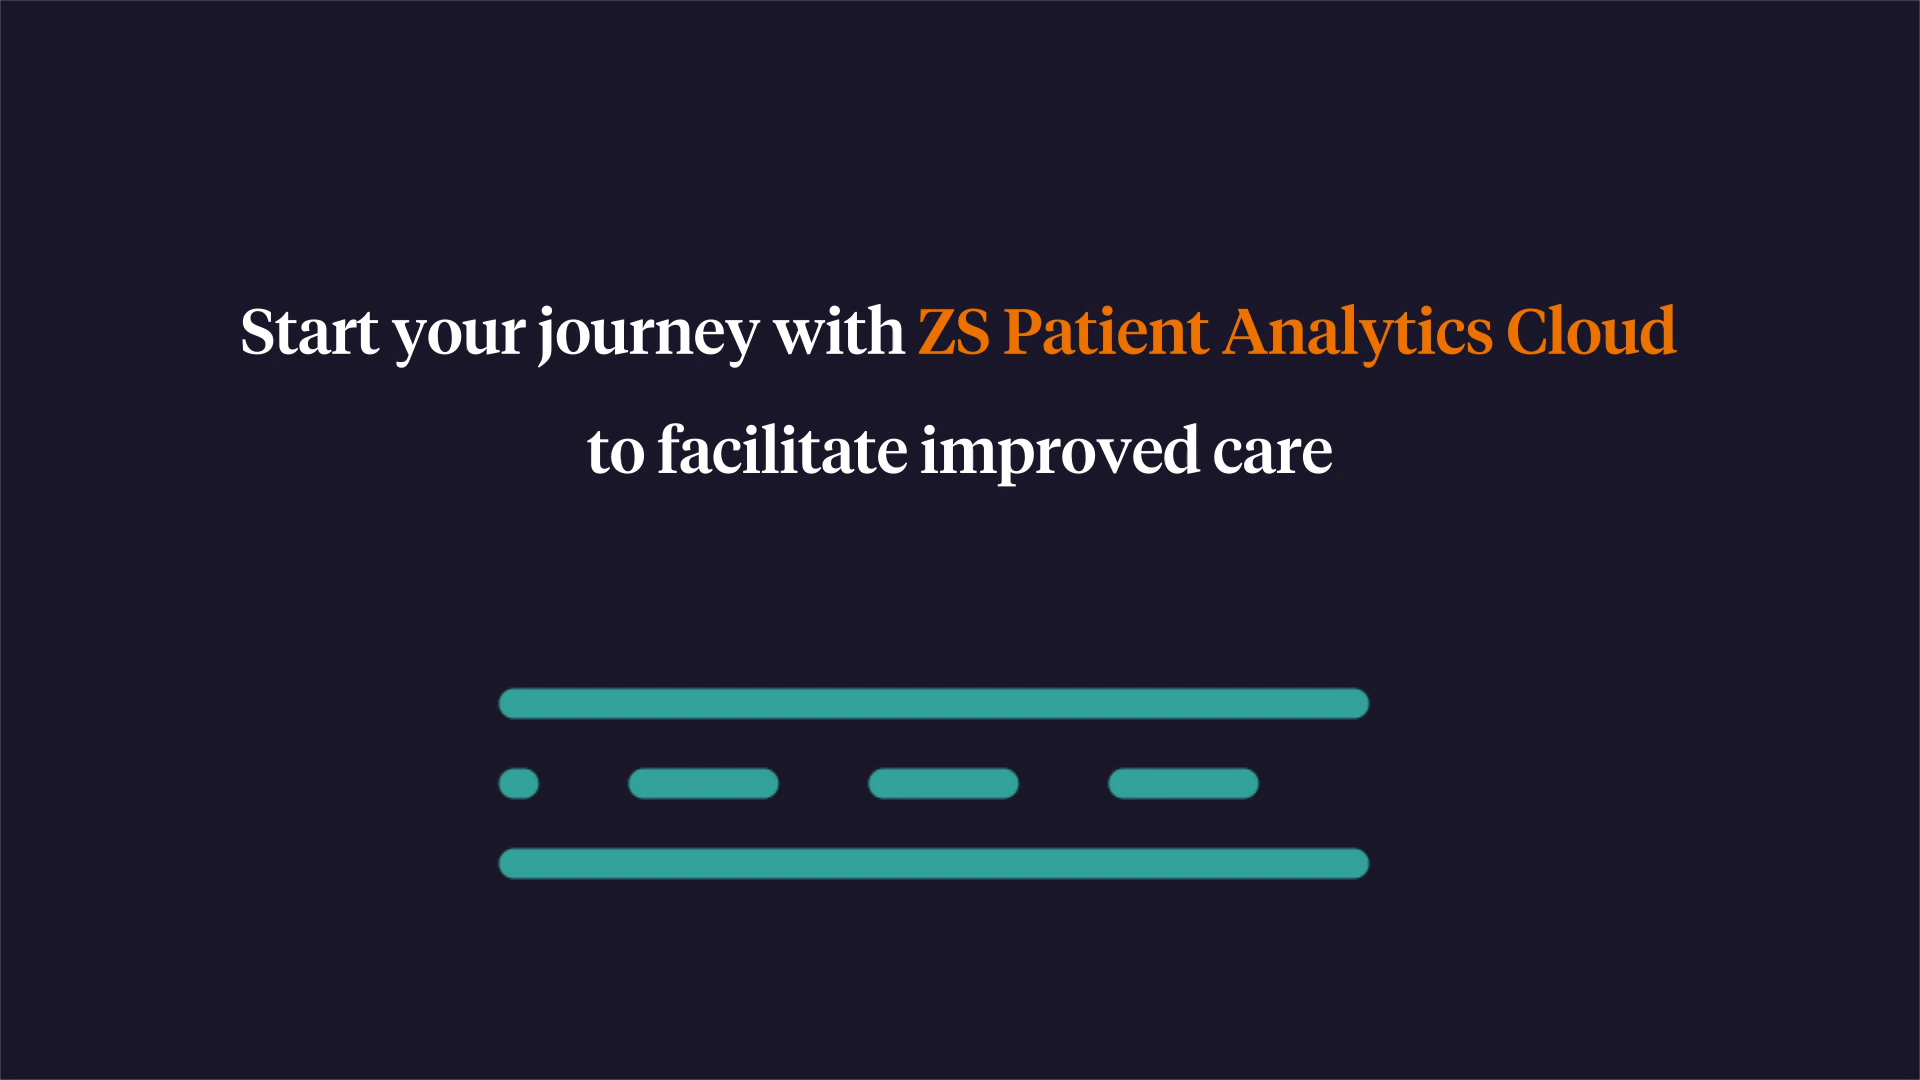 Start your journey with ZS Patient Analytics Cloud
to facilitate improved care